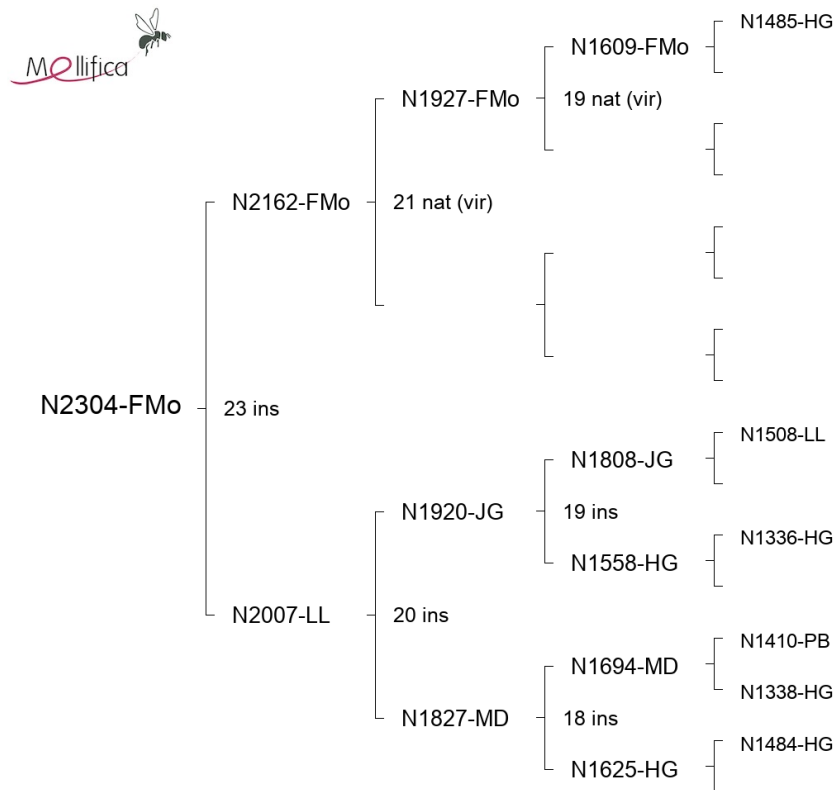 Mellifica
N1485-HG
N1609-FMo
N1927-FMo
19 nat (vir)
N2162-FMo
21 nat (vir)
N2304-FMo
23 ins
N1508-LL
N1808-JG
N1920-JG
19 ins
N1336-HG
N1558-HG
N2007-LL
20 ins
N1410-PB
N1694-MD
N1338-HG
N1827-MD
18 ins
N1484-HG
N1625-HG